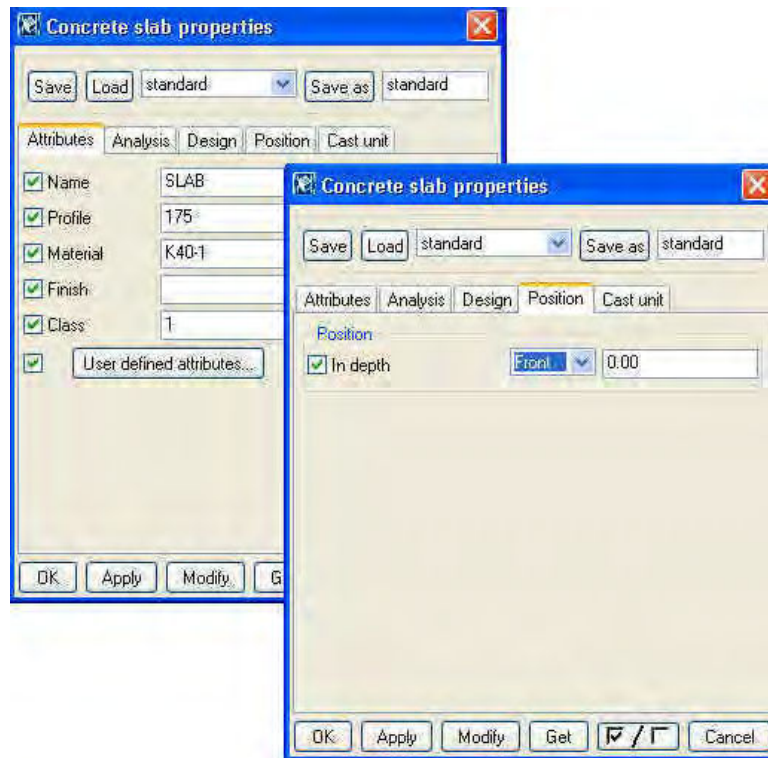 Concrete slab properties
Save Load standard Save as standard
Attributes Analysis Design Position Cast unit
Name SLAB
Profile 175
Material K40-1
Finish
Class 1
User defined attributes...
OK Apply Modify G
Concrete slab properties
Save Load standard Save as standard
Attributes Analysis Design Position Cast unit
Position
In depth Front 0.00
OK Apply Modify Get / Cancel